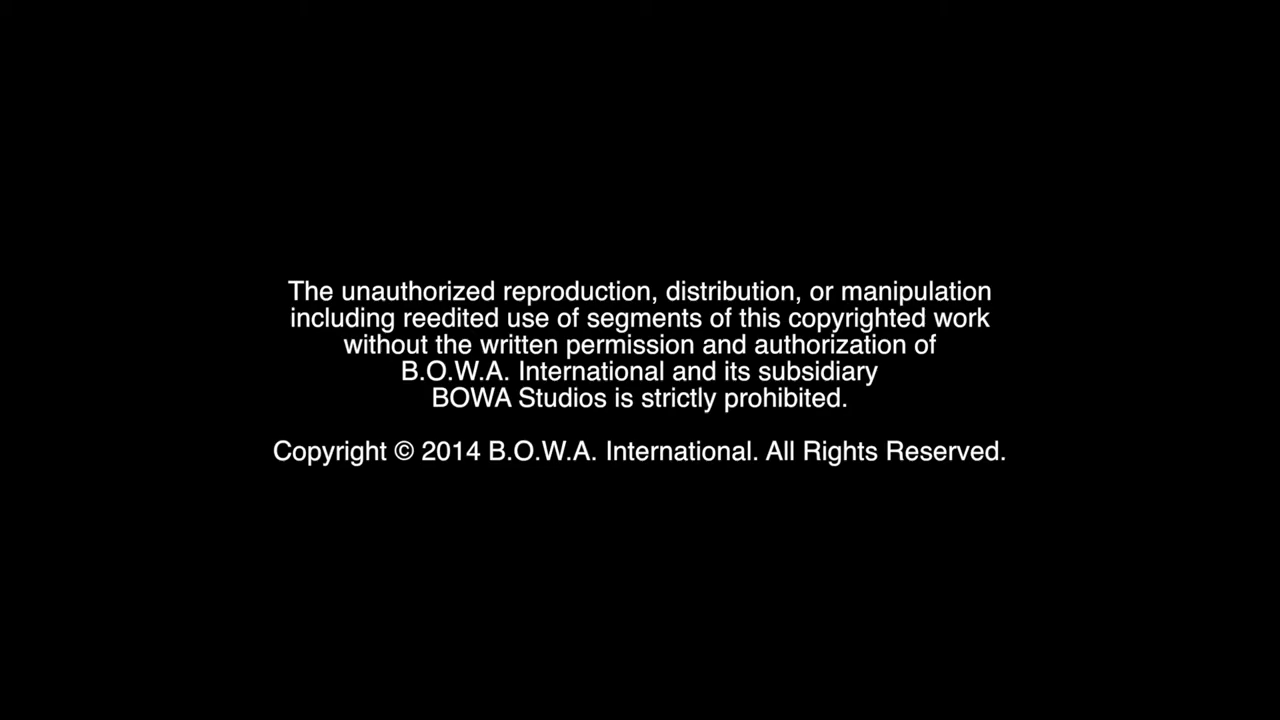 The unauthorized reproduction, distribution, or manipulation
including reedited use of segments of this copyrighted work
without the written permission and authorization of
B.O.W.A. International and its subsidiary
BOWA Studios is strictly prohibited.
Copyright © 2014 B.O.W.A. International. All Rights Reserved.